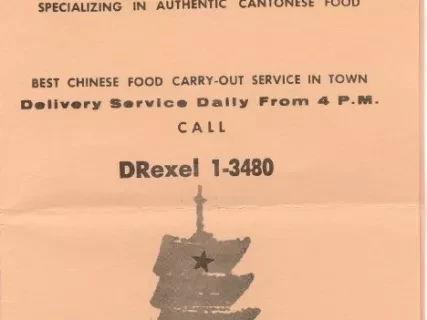 SPECIALIZING IN AUTHENTIC CANTONESE FOOD
BEST CHINESE FOOD CARRY-OUT SERVICE IN TOWN
Delivery Service Daily From 4 P.M.
CALL
DRexel 1-3480